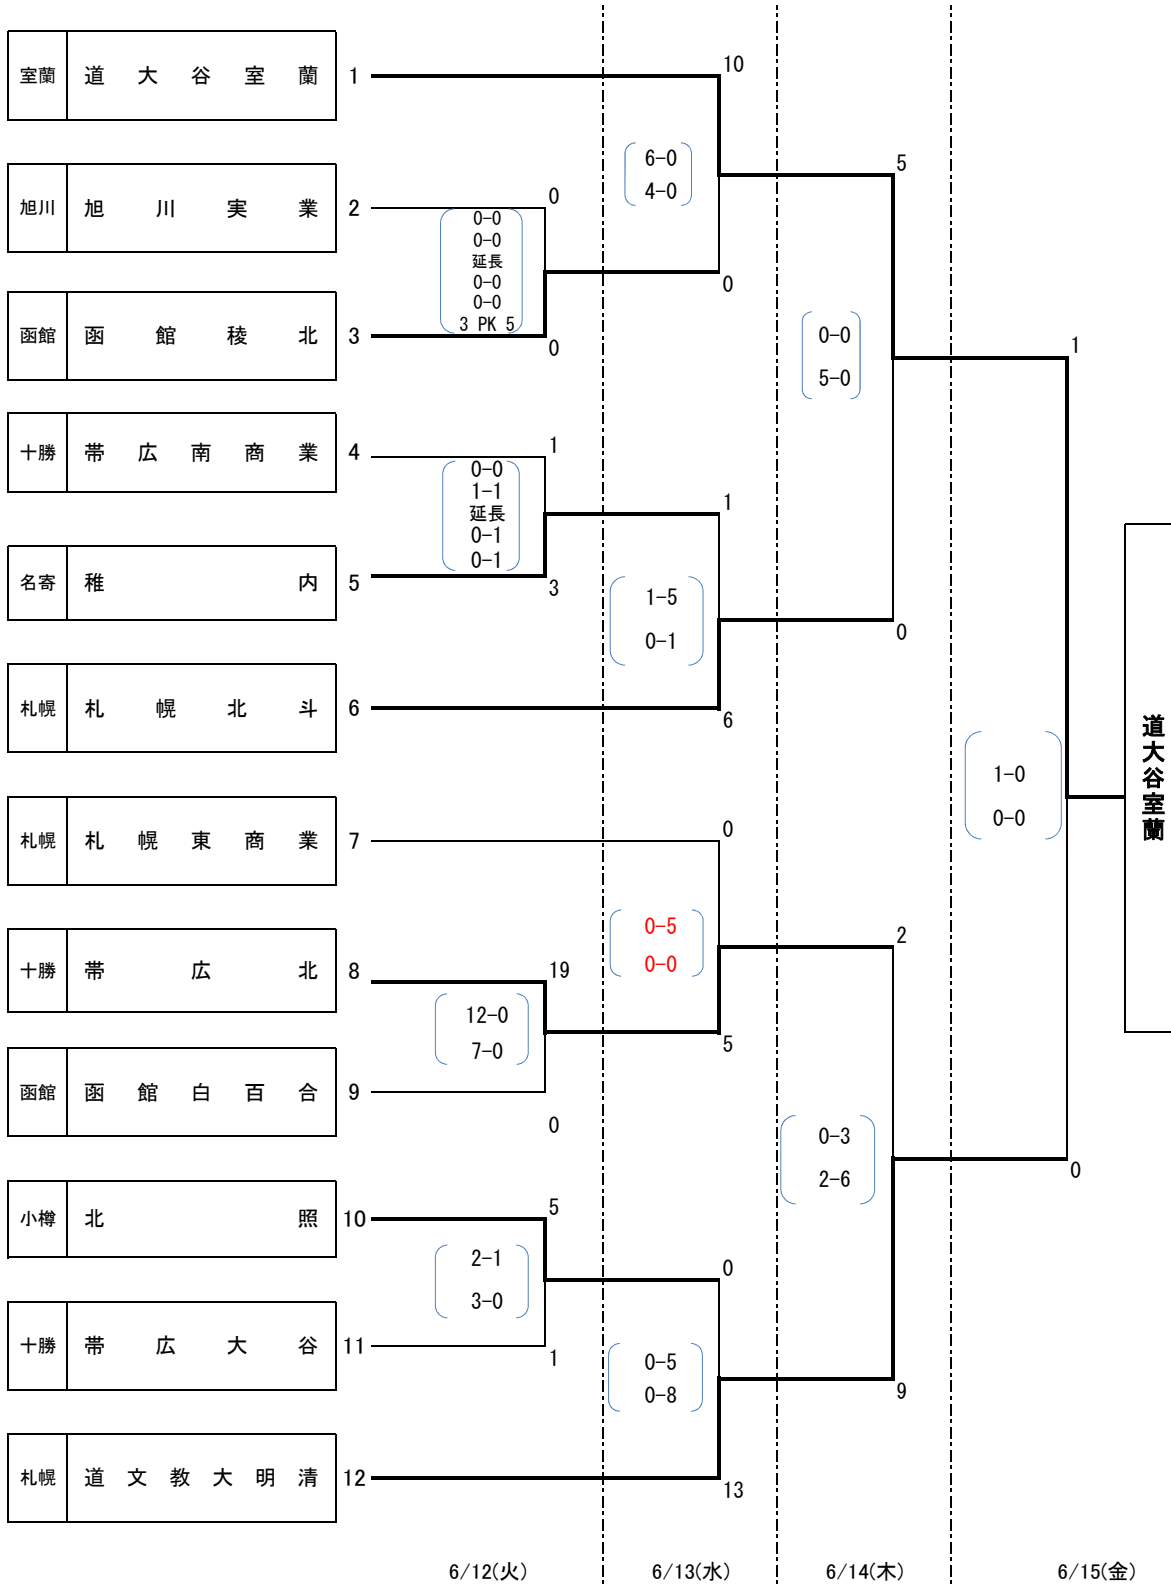 室蘭 道大谷室蘭 1
10
6-0
4-0
5
旭川 旭川実業 2
0
0-0
0-0
延長
0-0
0-0
3 PK 5
0
0
函館 函館稜北 3
0-0
5-0
1
十勝 帯広南商業 4
1
0-0
1-1
延長
0-1
0-1
3
1
名寄 稚内 5
1-5
0-1
0
札幌 札幌北斗 6
6
1-0
0-0
道大谷室蘭
札幌 札幌東商業 7
0
0-5
0-0
2
十勝 帯広北 8
19
12-0
7-0
5
函館 函館白百合 9
0
0-3
2-6
0
小樽 北照 10
5
2-1
3-0
0
十勝 帯広大谷 11
1
0-5
0-8
9
札幌 道文教大明清 12
13
6/12(火) 6/13(水) 6/14(木) 6/15(金)